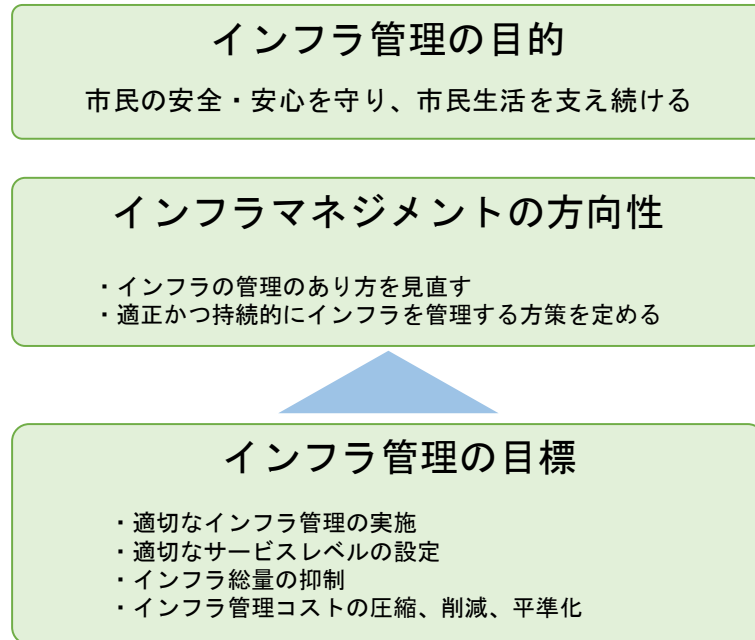 インフラ管理の目的
市民の安全・安心を守り、市民生活を支え続ける
インフラマネジメントの方向性
・インフラの管理のあり方を見直す
・適正かつ持続的にインフラを管理する方策を定める
インフラ管理の目標
・適切なインフラ管理の実施
・適切なサービスレベルの設定
・インフラ総量の抑制
・インフラ管理コストの圧縮、削減、平準化